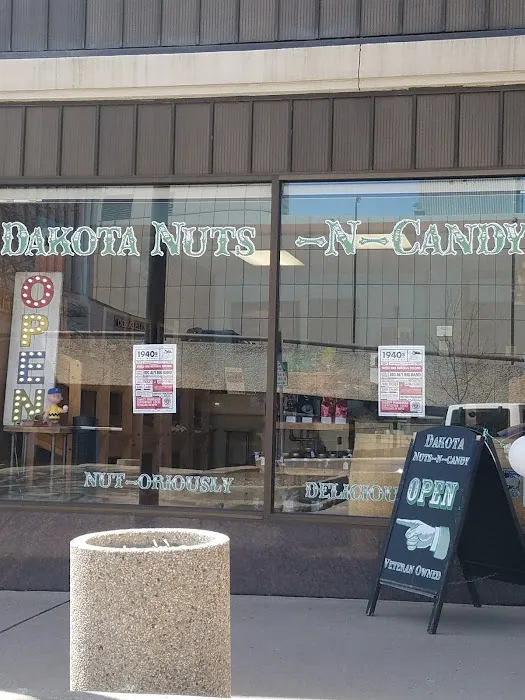 DAKOTA NUTS -N- CANDY
OPEN
1940s
1940s
NUT-ORIOUSLY
DELICIOU
DAKOTA
NUTS-N-CANDY
OPEN
VETERAN OWNED